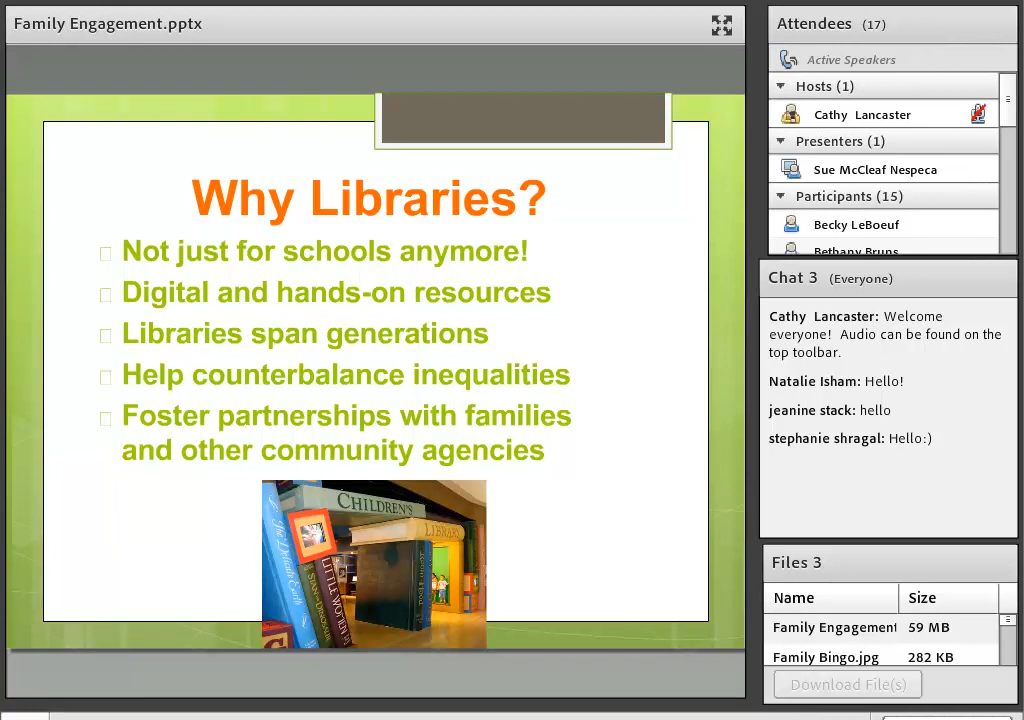 Family Engagement.pptx
Why Libraries?
Not just for schools anymore!
Digital and hands-on resources
Libraries span generations
Help counterbalance inequalities
Foster partnerships with families
and other community agencies
CHILDREN'S
LIBRARY
LITTLE WOMEN
Attendees (17)
Active Speakers
Hosts (1)
Cathy Lancaster
Presenters (1)
Sue McCleaf Nespeca
Participants (15)
Becky LeBoeuf
Bethany Bruns
Chat 3 (Everyone)
Cathy Lancaster: Welcome
everyone! Audio can be found on the
top toolbar.
Natalie Isham: Hello!
jeanine stack: hello
stephanie shragal: Hello:)
Files 3
Name Size
Family Engagement 59 MB
Family Bingo.jpg 282 KB
Download File(s)